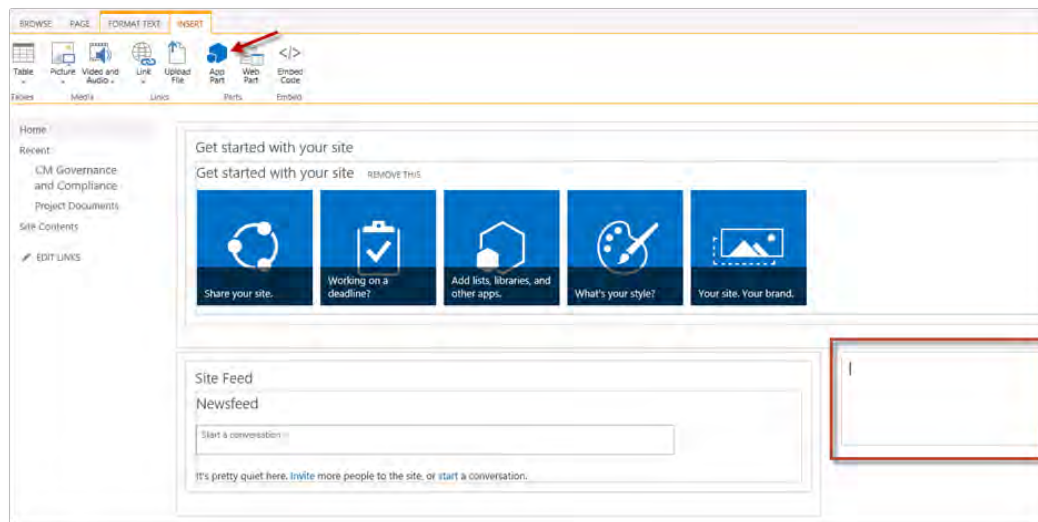 BROWSE PAGE FORMAT TEXT INSERT
Table Picture Video and Audio Link Upload File App Part Web Part Embed Code
Tables Media Links Parts Embed
Home
Recent
CM Governance
and Compliance
Project Documents
Site Contents
EDIT LINKS
Get started with your site
Get started with your site REMOVE THIS
Share your site.
Working on a
deadline?
Add lists, libraries, and
other apps.
What's your style?
Your site. Your brand.
Site Feed
Newsfeed
Start a conversation
It's pretty quiet here. Invite more people to the site, or start a conversation.